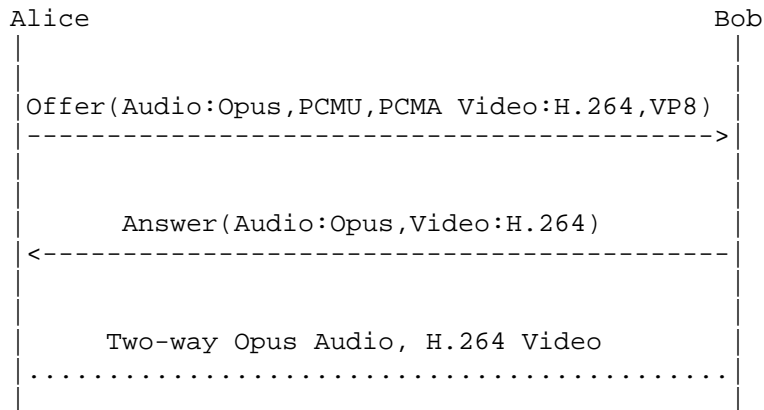 Alice Bob
Offer(Audio:Opus,PCMU,PCMA Video:H.264,VP8)
Answer(Audio:Opus,Video:H.264)
Two-way Opus Audio, H.264 Video